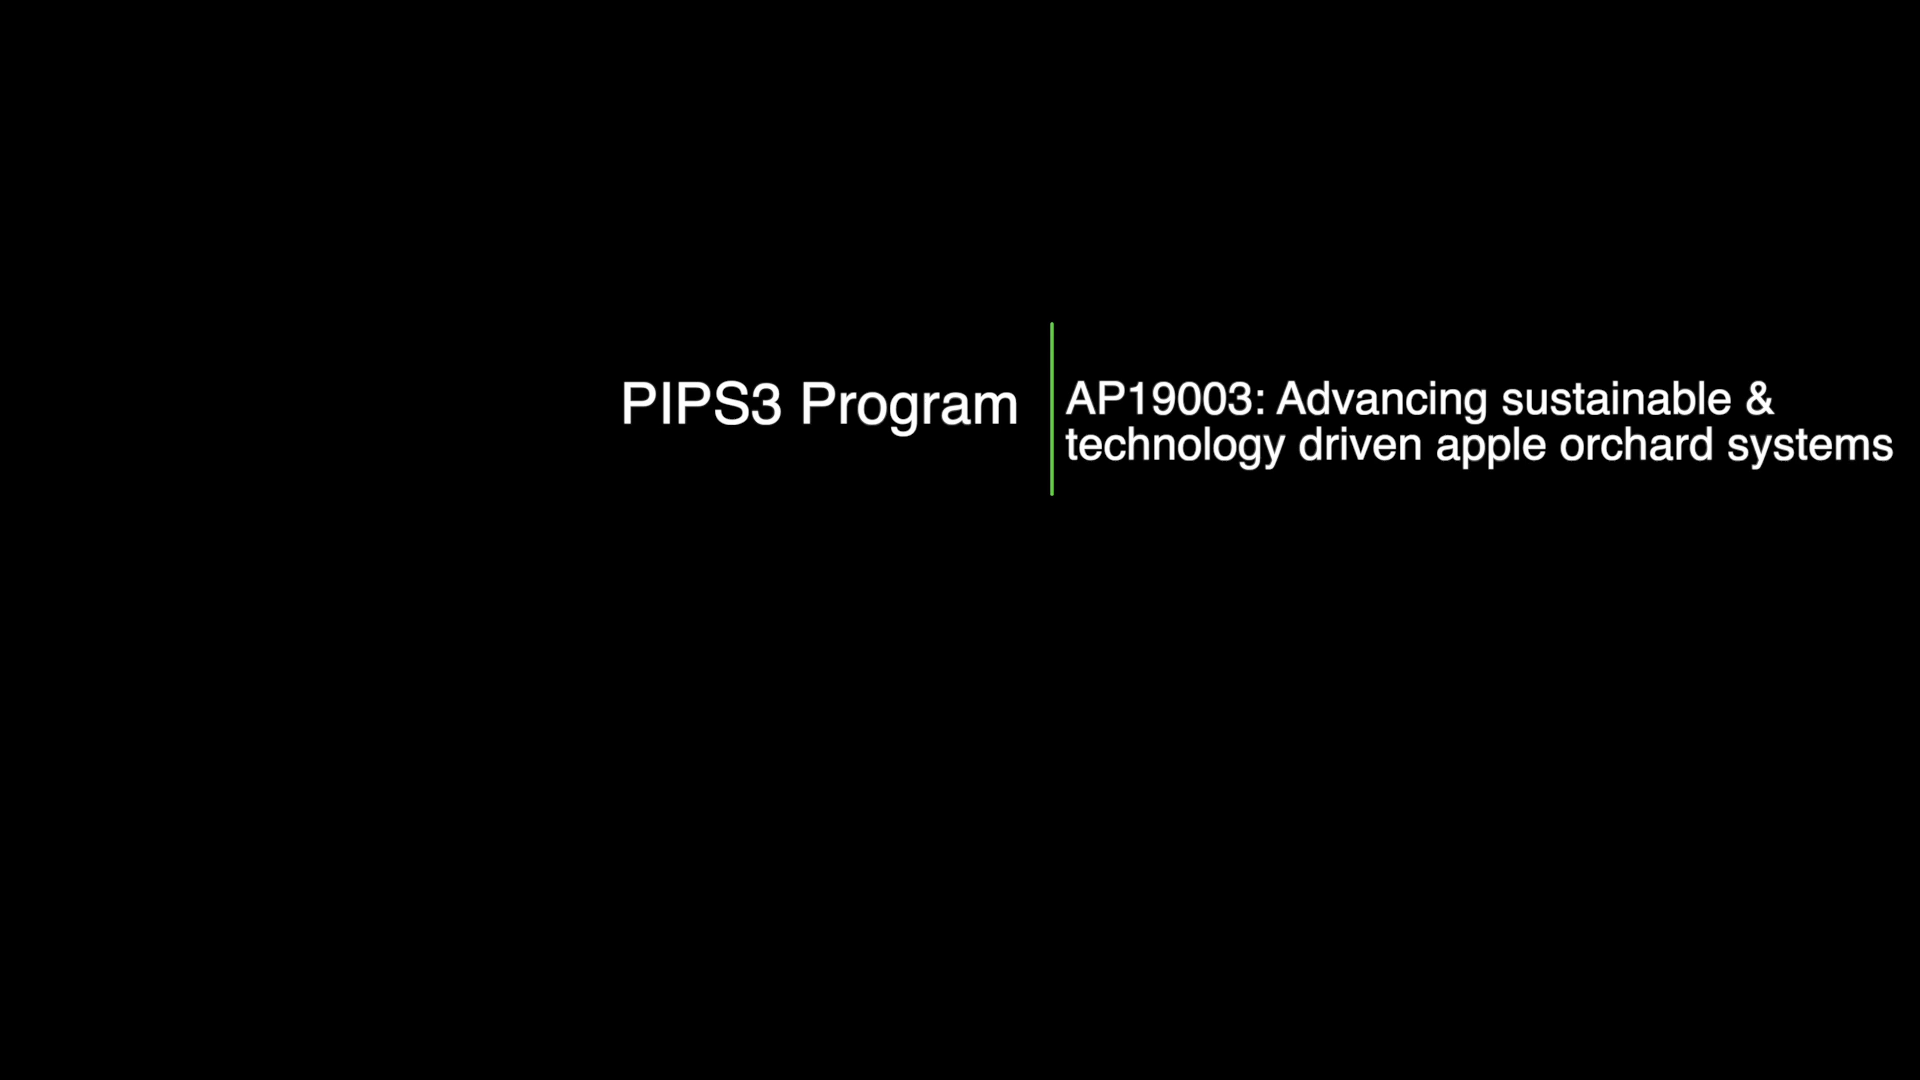 PIPS3 Program
AP19003: Advancing sustainable &
technology driven apple orchard systems